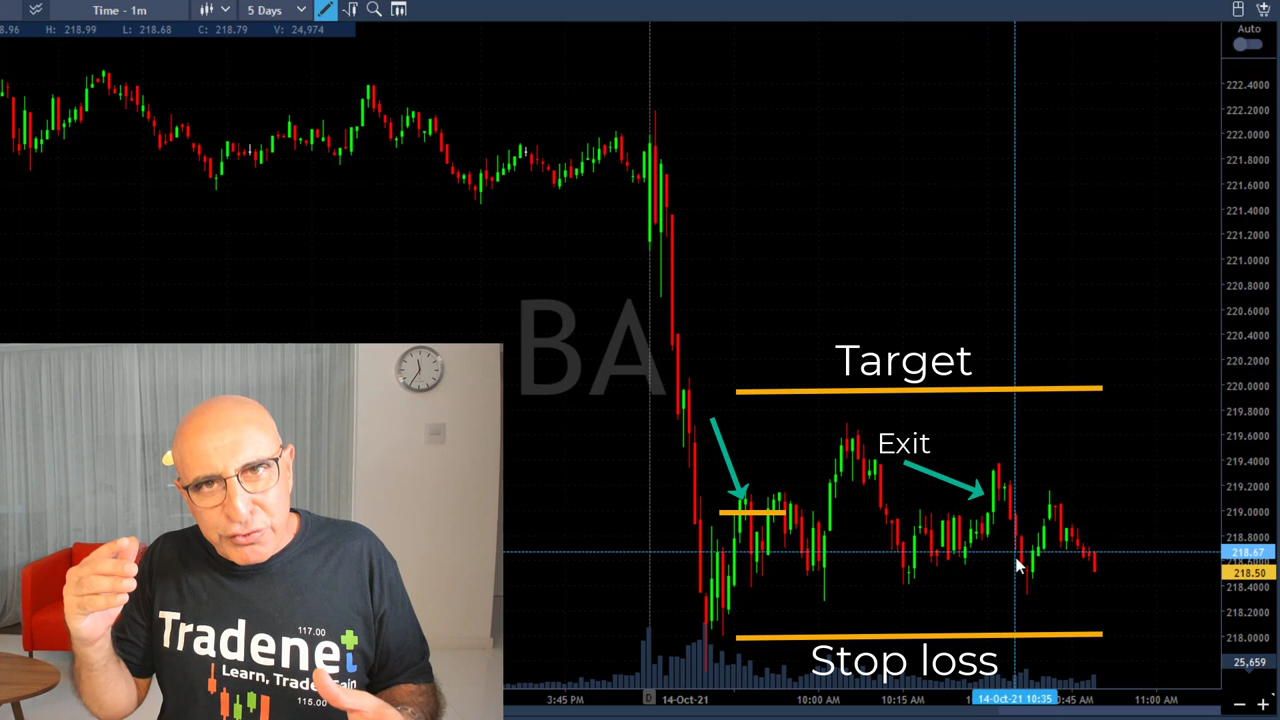 Time - 1m
5 Days
8.96 H: 218.99 L: 218.68 C: 218.79 V: 24,974
Auto
222.4000
222.2000
222.0000
221.8000
221.6000
221.4000
221.2000
221.0000
220.8000
220.6000
220.4000
220.2000
220.0000
219.8000
219.6000
219.4000
219.2000
219.0000
218.8000
218.67
218.50
218.4000
218.2000
218.0000
25,659
BA
Target
Exit
Stop loss
Tradenet
117.00
Learn, Trade
115.00
3:45 PM
D
14-Oct-21
10:00 AM
10:15 AM
14-Oct-21 10:35
0:45 AM
11:00 AM